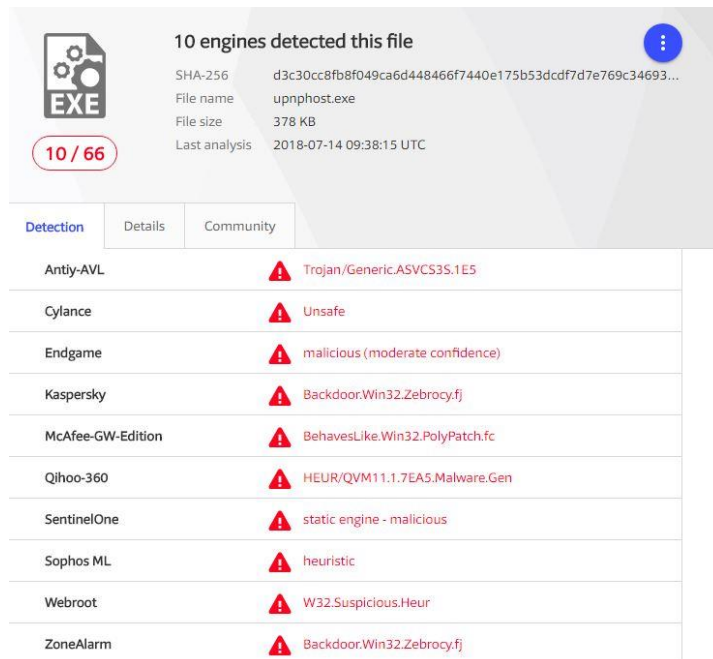 10 engines detected this file
EXE
SHA-256 d3c30cc8fb8f049ca6d448466f7440e175b53dcdf7d7e769c34693...
File name upnphost.exe
File size 378 KB
10 / 66
Last analysis 2018-07-14 09:38:15 UTC
Detection Details Community
Antiy-AVL Trojan/Generic.ASVCS3S.1E5
Cylance Unsafe
Endgame malicious (moderate confidence)
Kaspersky Backdoor.Win32.Zebrocy.fj
McAfee-GW-Edition BehavesLike.Win32.PolyPatch.fc
Qihoo-360 HEUR/QVM11.1.7EA5.Malware.Gen
SentinelOne static engine - malicious
Sophos ML heuristic
Webroot W32.Suspicious.Heur
ZoneAlarm Backdoor.Win32.Zebrocy.fj